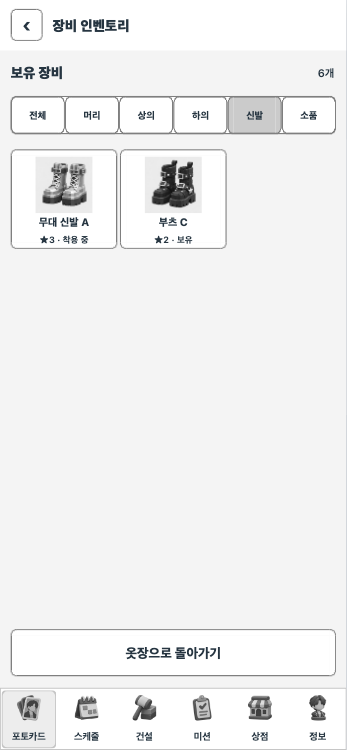 장비 인벤토리
보유 장비 6개
전체 머리 상의 하의 신발 소품
무대 신발 A 부츠 C
★3 · 착용 중 ★2 · 보유
옷장으로 돌아가기
포토카드 스케줄 건설 미션 상점 정보